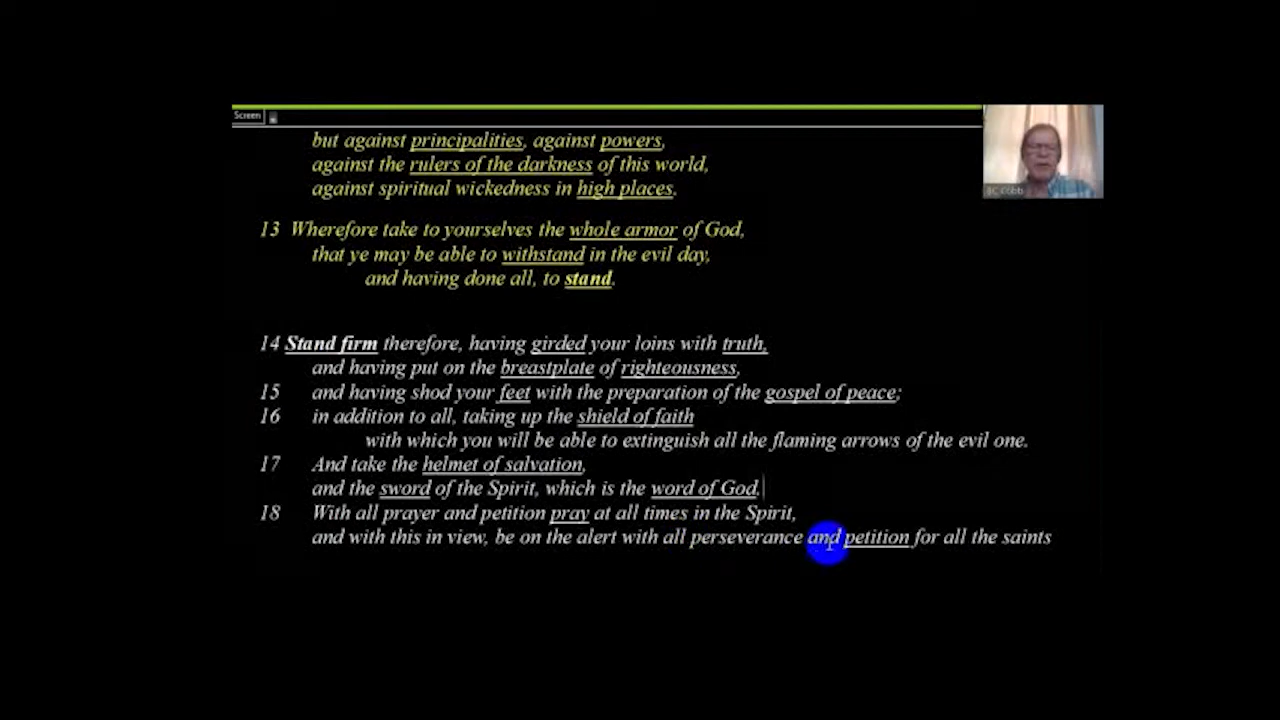 Screen
but against principalities, against powers,
against the rulers of the darkness of this world,
against spiritual wickedness in high places.
13 Wherefore take to yourselves the whole armor of God,
that ye may be able to withstand in the evil day,
and having done all, to stand.
14 Stand firm therefore, having girded your loins with truth,
and having put on the breastplate of righteousness,
15 and having shod your feet with the preparation of the gospel of peace;
16 in addition to all, taking up the shield of faith
with which you will be able to extinguish all the flaming arrows of the evil one.
17 And take the helmet of salvation,
and the sword of the Spirit, which is the word of God.
18 With all prayer and petition pray at all times in the Spirit,
and with this in view, be on the alert with all perseverance and petition for all the saints